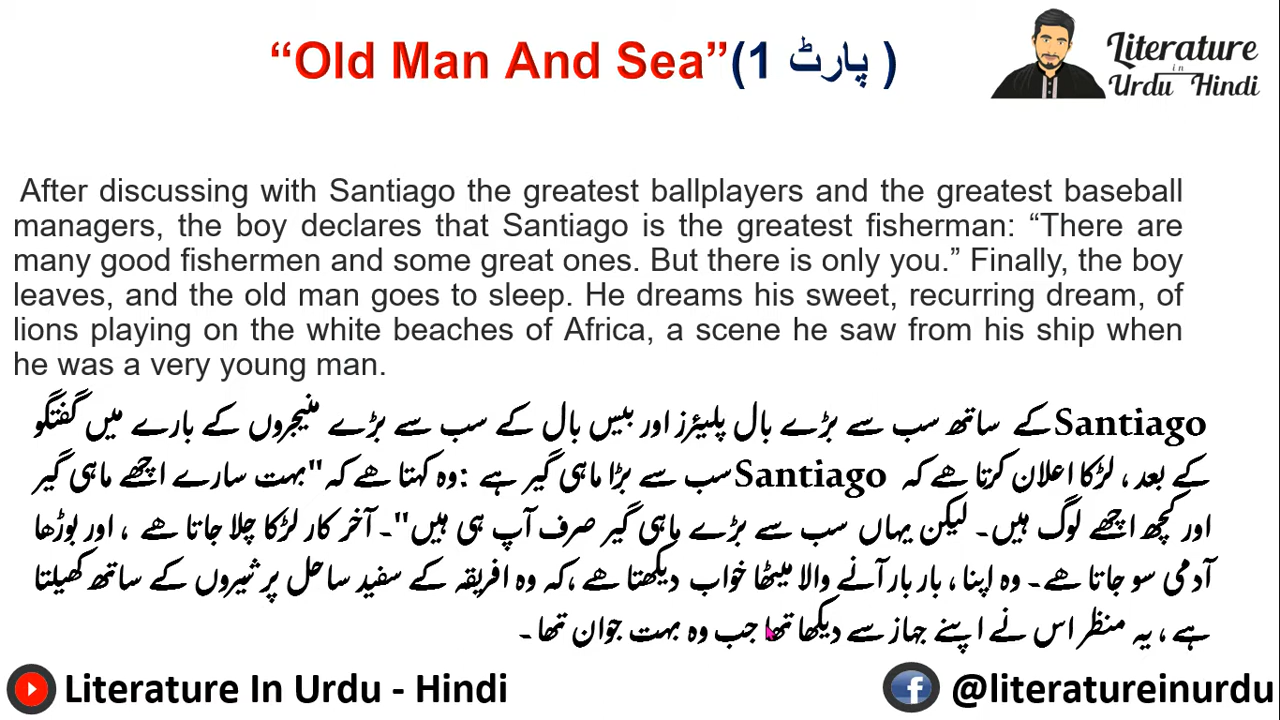 “Old Man And Sea”(پارٹ 1 )
Literature
in
Urdu Hindi
After discussing with Santiago the greatest ballplayers and the greatest baseball
managers, the boy declares that Santiago is the greatest fisherman: “There are
many good fishermen and some great ones. But there is only you.” Finally, the boy
leaves, and the old man goes to sleep. He dreams his sweet, recurring dream, of
lions playing on the white beaches of Africa, a scene he saw from his ship when
he was a very young man.
Santiagoکے ساتھ سب سے بڑے بال پلیئرز اور بیس بال کے سب سے بڑے منیجروں کے بارے میں گفتگو
کے بعد ، لڑکا اعلان کرتا ھے کہ Santiagoسب سے بڑا ماہی گیر ہے :وہ کہتا ھے کہ "بہت سارے اچھے ماہی گیر
اور کچھ اچھے لوگ ہیں۔ لیکن یہاں سب سے بڑے ماہی گیر صرف آپ ہی ہیں"۔ آخر کار لڑکا چلا جاتا ھے ، اور بوڑھا
آدمی سو جاتا ھے۔ وہ اپنا ، بار بار آنے والا میٹھا خواب دیکھتا ھے ،کہ وہ افریقہ کے سفید ساحل پر شیروں کے ساتھ کھیلتا
ہے ، یہ منظر اس نے اپنے جہاز سے دیکھا تھا جب وہ بہت جوان تھا۔
Literature In Urdu - Hindi
@literatureinurdu